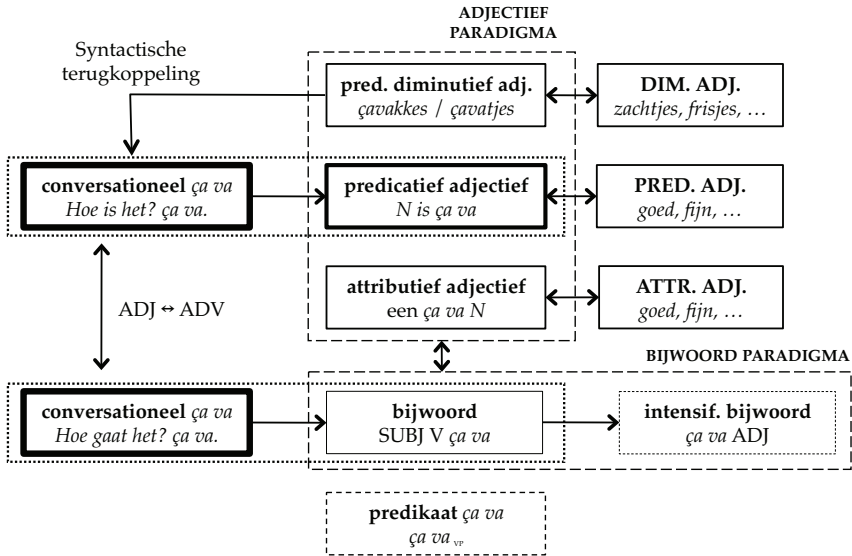 ADJECTIEF
PARADIGMA
Syntactische
terugkoppeling
pred. diminutief adj.
çavakkes / çavatjes
DIM. ADJ.
zachtjes, frisjes, …
conversationeel ça va
Hoe is het? ça va.
predicatief adjectief
N is ça va
PRED. ADJ.
goed, fijn, …
ADJ ↔ ADV
attributief adjectief
een ça va N
ATTR. ADJ.
goed, fijn, …
BIJWOORD PARADIGMA
conversationeel ça va
Hoe gaat het? ça va.
bijwoord
SUBJ V ça va
intensif. bijwoord
ça va ADJ
predikaat ça va
ça va VP